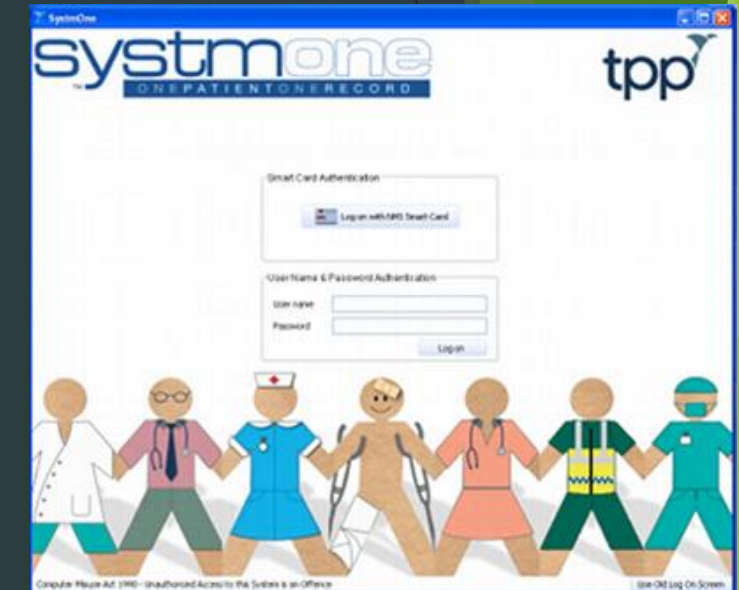 SystmOne
systmone
tpp
TM
ONEPATIENTONERECORD
Smart Card Authentication
Log on with NHS Smart Card
User Name & Password Authentication
User name
Password
Log on
Computer Misuse Act 1990 - Unauthorised Access to this System is an Offence
Use Old Log On Screen